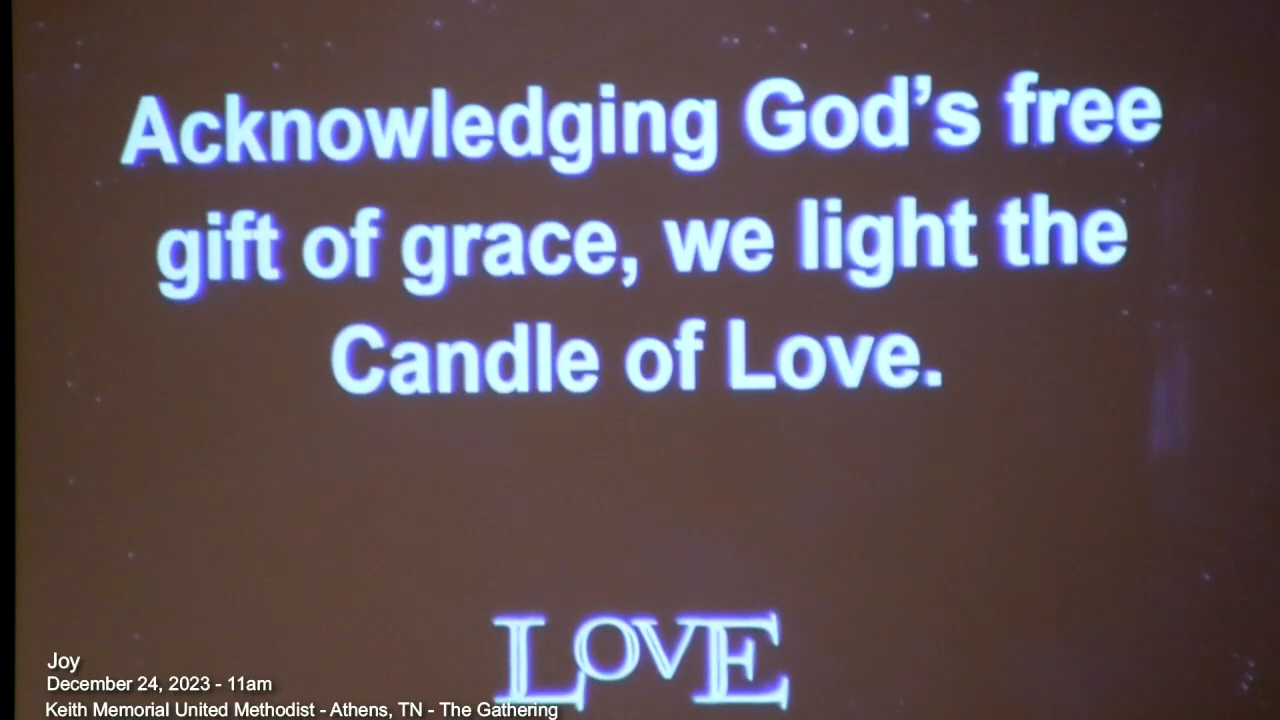 Acknowledging God’s free
gift of grace, we light the
Candle of Love.
LOVE
Joy
December 24, 2023 - 11am
Keith Memorial United Methodist - Athens, TN - The Gathering